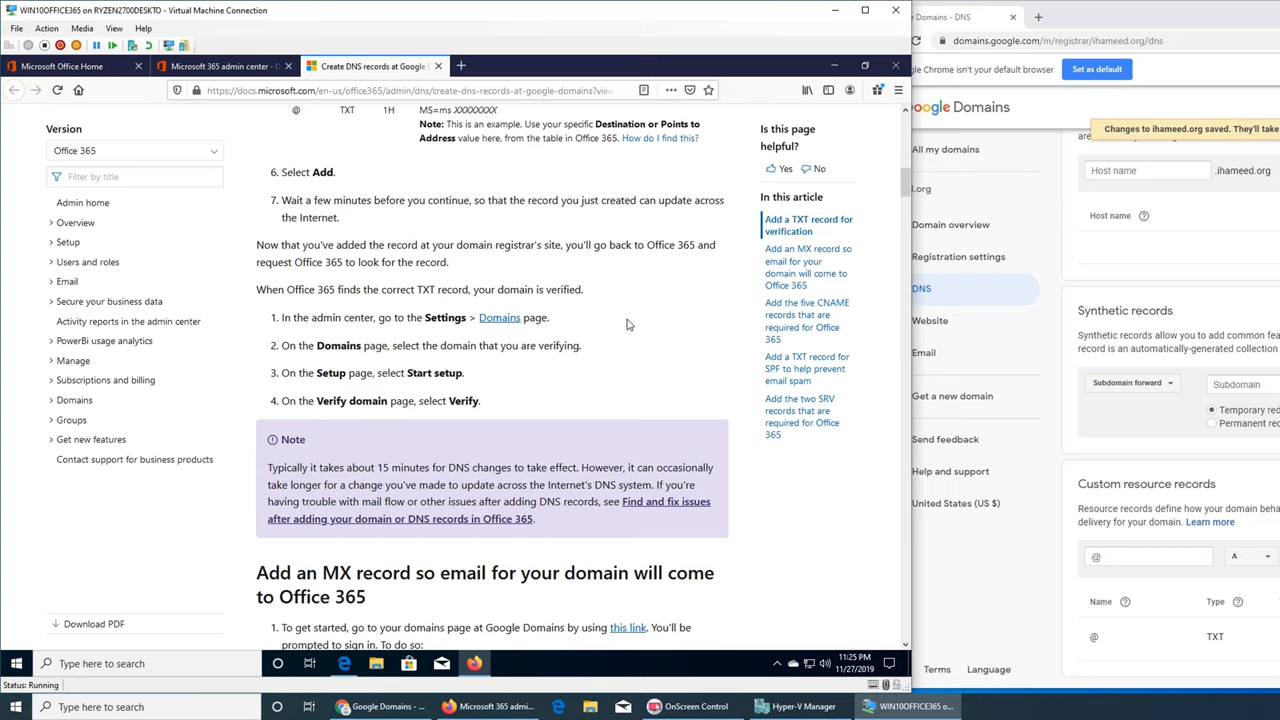 WIN10OFFICE365 on RYZEN2700DESKTO - Virtual Machine Connection
File Action Media View Help
Microsoft Office Home
Microsoft 365 admin center - D
Create DNS records at Google D
https://docs.microsoft.com/en-us/office365/admin/dns/create-dns-records-at-google-domains?view
Version
Office 365
Filter by title
Admin home
Overview
Setup
Users and roles
Email
Secure your business data
Activity reports in the admin center
PowerBi usage analytics
Manage
Subscriptions and billing
Domains
Groups
Get new features
Contact support for business products
Download PDF
@ TXT 1H MS=ms XXXXXXXX
Note: This is an example. Use your specific Destination or Points to
Address value here, from the table in Office 365. How do I find this?
6. Select Add.
7. Wait a few minutes before you continue, so that the record you just created can update across
the Internet.
Now that you've added the record at your domain registrar's site, you'll go back to Office 365 and
request Office 365 to look for the record.
When Office 365 finds the correct TXT record, your domain is verified.
1. In the admin center, go to the Settings > Domains page.
2. On the Domains page, select the domain that you are verifying.
3. On the Setup page, select Start setup.
4. On the Verify domain page, select Verify.
Note
Typically it takes about 15 minutes for DNS changes to take effect. However, it can occasionally
take longer for a change you've made to update across the Internet's DNS system. If you're
having trouble with mail flow or other issues after adding DNS records, see Find and fix issues
after adding your domain or DNS records in Office 365.
Add an MX record so email for your domain will come
to Office 365
1. To get started, go to your domains page at Google Domains by using this link. You'll be
prompted to sign in. To do so:
Is this page
helpful?
Yes No
In this article
Add a TXT record for
verification
Add an MX record so
email for your
domain will come to
Office 365
Add the five CNAME
records that are
required for Office
365
Add a TXT record for
SPF to help prevent
email spam
Add the two SRV
records that are
required for Office
365
Type here to search
11:25 PM
11/27/2019
Status: Running
e Domains - DNS
domains.google.com/m/registrar/ihameed.org/dns
gle Chrome isn't your default browser
Set as default
oogle Domains
Changes to ihameed.org saved. They'll take
All my domains
.org
Domain overview
Registration settings
DNS
Website
Email
Get a new domain
Send feedback
Help and support
United States (US $)
Terms Language
Host name
.ihameed.org
Host name
Synthetic records
Synthetic records allow you to add common fea
record is an automatically-generated collection
Subdomain forward
Subdomain
Temporary red
Permanent rec
Custom resource records
Resource records define how your domain beha
delivery for your domain. Learn more
@
A
Name Type
@ TXT
Type here to search
Google Domains - ...
Microsoft 365 admi...
OnScreen Control
Hyper-V Manager
WIN10OFFICE365 o...